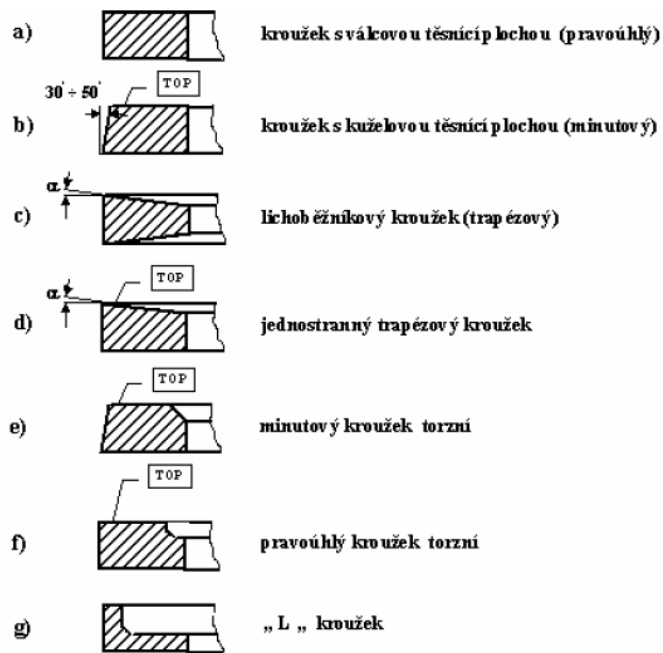 a) kroužek s válcovou těsnící plochou (pravoúhlý)
30' ÷ 50' TOP
b) kroužek s kuželovou těsnící plochou (minutový)
α
c) lichoběžníkový kroužek (trapézový)
α TOP
d) jednostranný trapézový kroužek
TOP
e) minutový kroužek torzní
TOP
f) pravoúhlý kroužek torzní
g) „ L „ kroužek